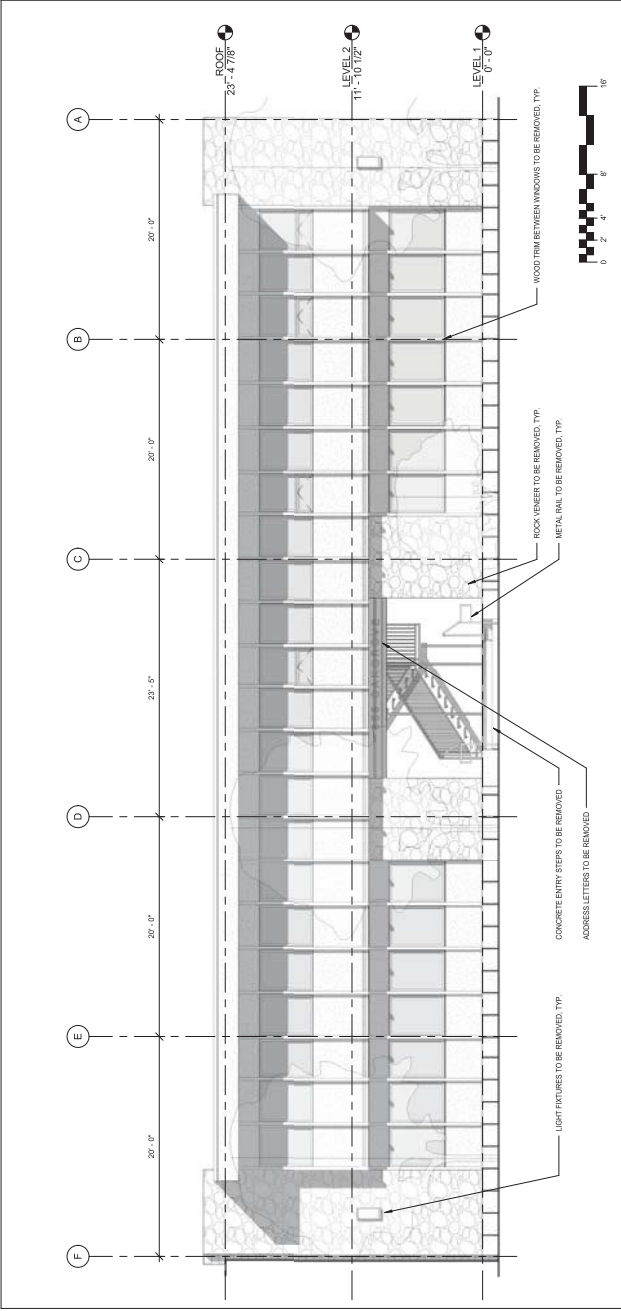 F
E
D
C
B
A
20' - 0"
20' - 0"
23' - 5"
20' - 0"
20' - 0"
ROOF
23' - 4 7/8"
LEVEL 2
11' - 10 1/2"
LEVEL 1
0' - 0"
LIGHT FIXTURES TO BE REMOVED, TYP.
CONCRETE ENTRY STEPS TO BE REMOVED
ADDRESS LETTERS TO BE REMOVED
ROCK VENEER TO BE REMOVED, TYP.
METAL RAIL TO BE REMOVED, TYP.
WOOD TRIM BETWEEN WINDOWS TO BE REMOVED, TYP.
0 2' 4' 8' 16'